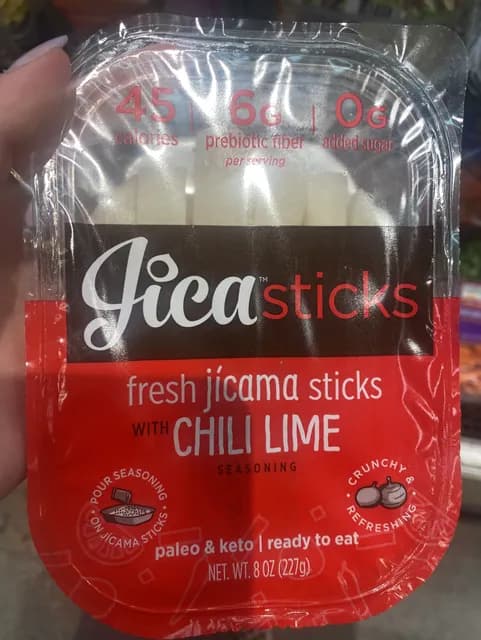 45 | 6G | 0G
calories prebiotic fiber added sugar
per serving
Jicasticks™
fresh jícama sticks
WITH CHILI LIME
SEASONING
POUR SEASONING
ON JICAMA STICKS
CRUNCHY &
REFRESHING
paleo & keto | ready to eat
NET. WT. 8 OZ (227g)